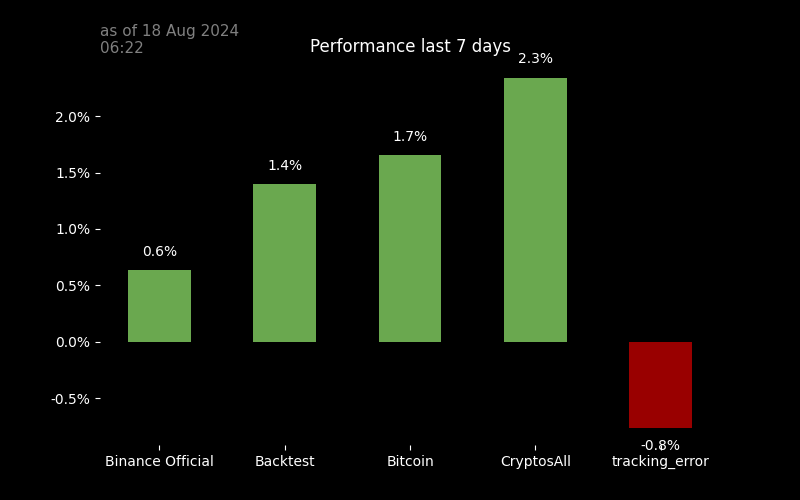 as of 18 Aug 2024
06:22
Performance last 7 days
2.3%
2.0%
1.7%
1.5%
1.4%
1.0%
0.6%
0.5%
0.0%
-0.5%
-0.8%
Binance Official
Backtest
Bitcoin
CryptosAll
tracking_error